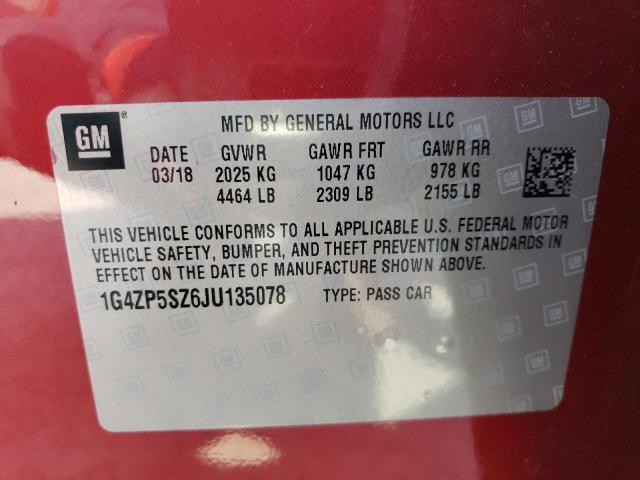 GM®
MFD BY GENERAL MOTORS LLC
DATE GVWR GAWR FRT GAWR RR
03/18 2025 KG 1047 KG 978 KG
4464 LB 2309 LB 2155 LB
THIS VEHICLE CONFORMS TO ALL APPLICABLE U.S. FEDERAL MOTOR
VEHICLE SAFETY, BUMPER, AND THEFT PREVENTION STANDARDS IN
EFFECT ON THE DATE OF MANUFACTURE SHOWN ABOVE.
1G4ZP5SZ6JU135078 TYPE: PASS CAR